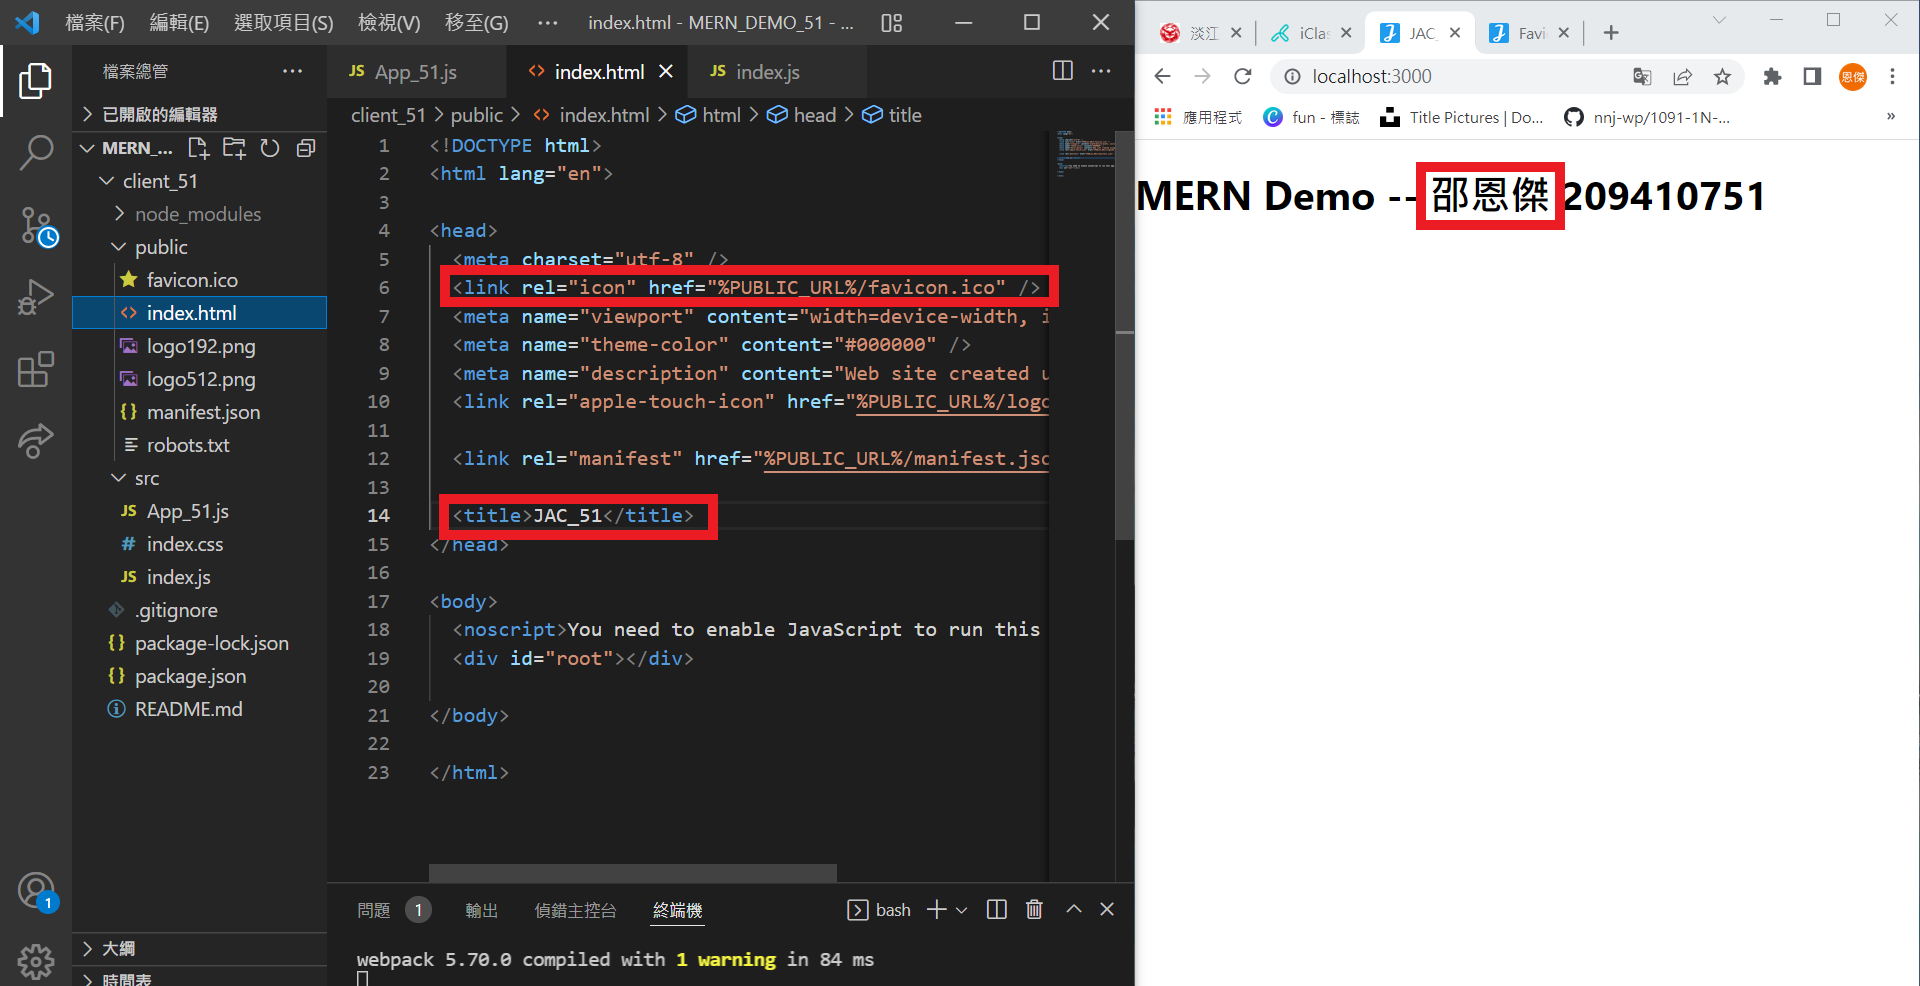 檔案(F) 編輯(E) 選取項目(S) 檢視(V) 移至(G) ··· index.html - MERN_DEMO_51 - ...
檔案總管 ···
已開啟的編輯器
MERN_...
client_51
node_modules
public
favicon.ico
index.html
logo192.png
logo512.png
manifest.json
robots.txt
src
JS App_51.js
# index.css
JS index.js
.gitignore
{} package-lock.json
{} package.json
README.md
大綱
時間表
1
JS App_51.js <> index.html JS index.js
client_51 > public > <> index.html > html > head > title
1 <!DOCTYPE html>
2 <html lang="en">
3
4 <head>
5 <meta charset="utf-8" />
6 <link rel="icon" href="%PUBLIC_URL%/favicon.ico" />
7 <meta name="viewport" content="width=device-width, i
8 <meta name="theme-color" content="#000000" />
9 <meta name="description" content="Web site created u
10 <link rel="apple-touch-icon" href="%PUBLIC_URL%/logo
11
12 <link rel="manifest" href="%PUBLIC_URL%/manifest.jsc
13
14 <title>JAC_51</title>
15 </head>
16
17 <body>
18 <noscript>You need to enable JavaScript to run this
19 <div id="root"></div>
20
21 </body>
22
23 </html>
問題 1 輸出 偵錯主控台 終端機 bash
webpack 5.70.0 compiled with 1 warning in 84 ms
淡江 iClas JAC_ Favi
localhost:3000 恩傑
應用程式 fun - 標誌 Title Pictures | Do... nnj-wp/1091-1N-... »
MERN Demo --邵恩傑 209410751